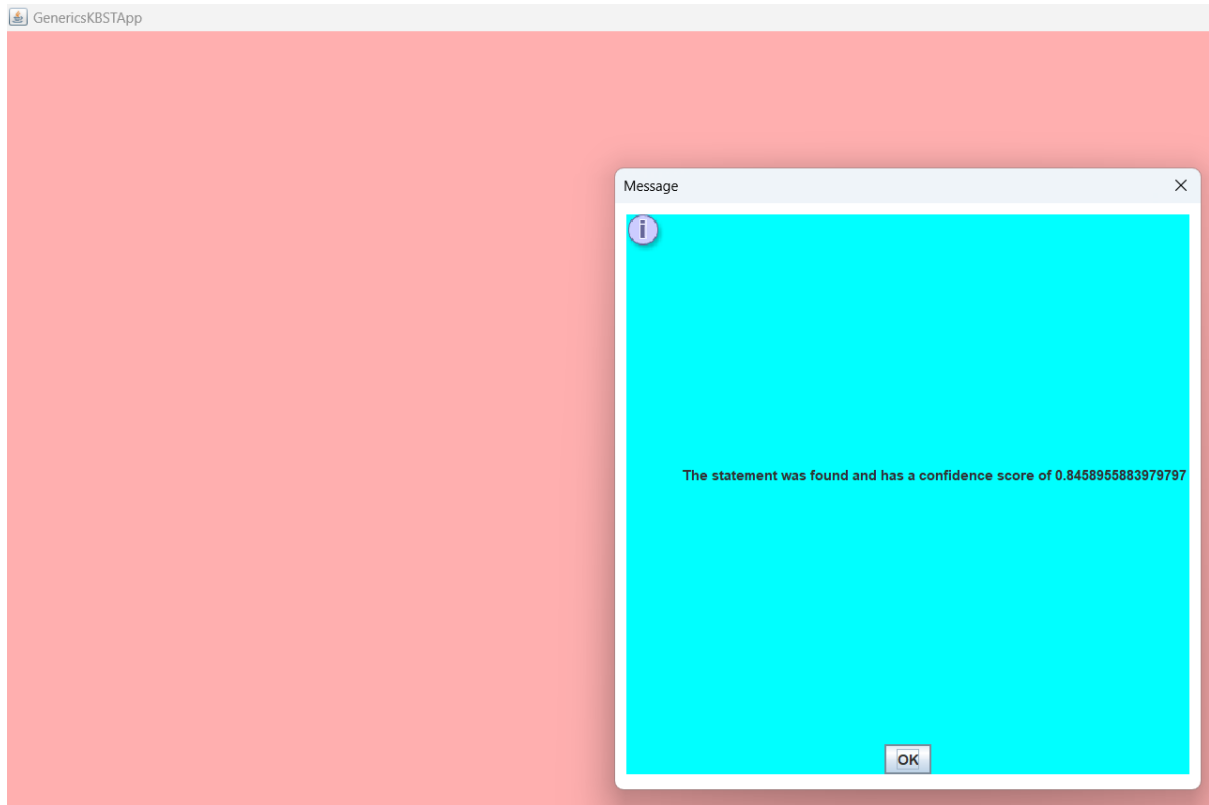 GenericsKBSTApp
Message
i
The statement was found and has a confidence score of 0.8458955883979797
OK